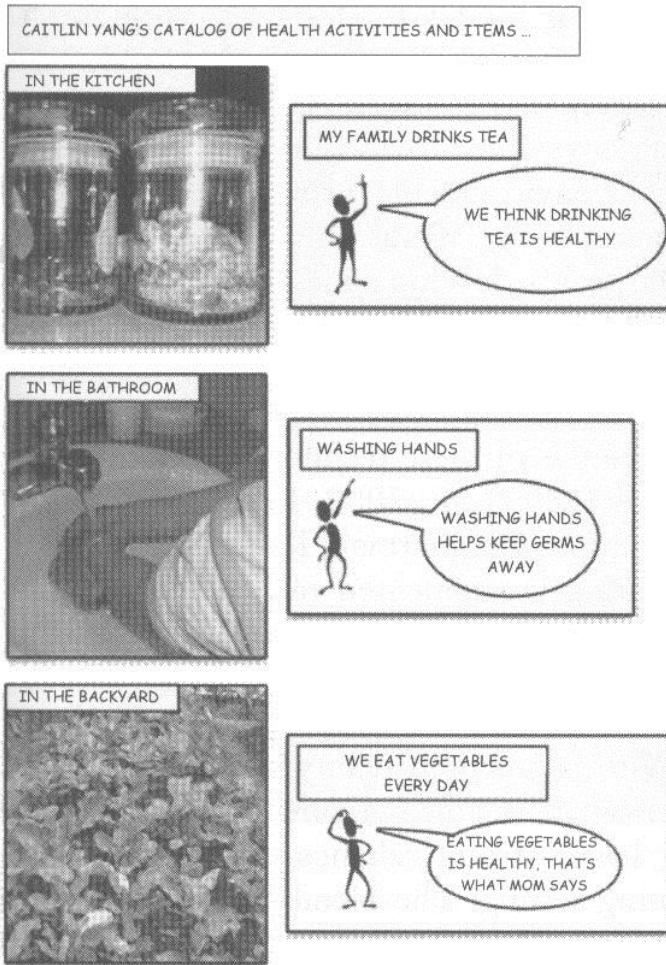 CAITLIN YANG'S CATALOG OF HEALTH ACTIVITIES AND ITEMS ...
IN THE KITCHEN
MY FAMILY DRINKS TEA
WE THINK DRINKING
TEA IS HEALTHY
IN THE BATHROOM
WASHING HANDS
WASHING HANDS
HELPS KEEP GERMS
AWAY
IN THE BACKYARD
WE EAT VEGETABLES
EVERY DAY
EATING VEGETABLES
IS HEALTHY, THAT'S
WHAT MOM SAYS